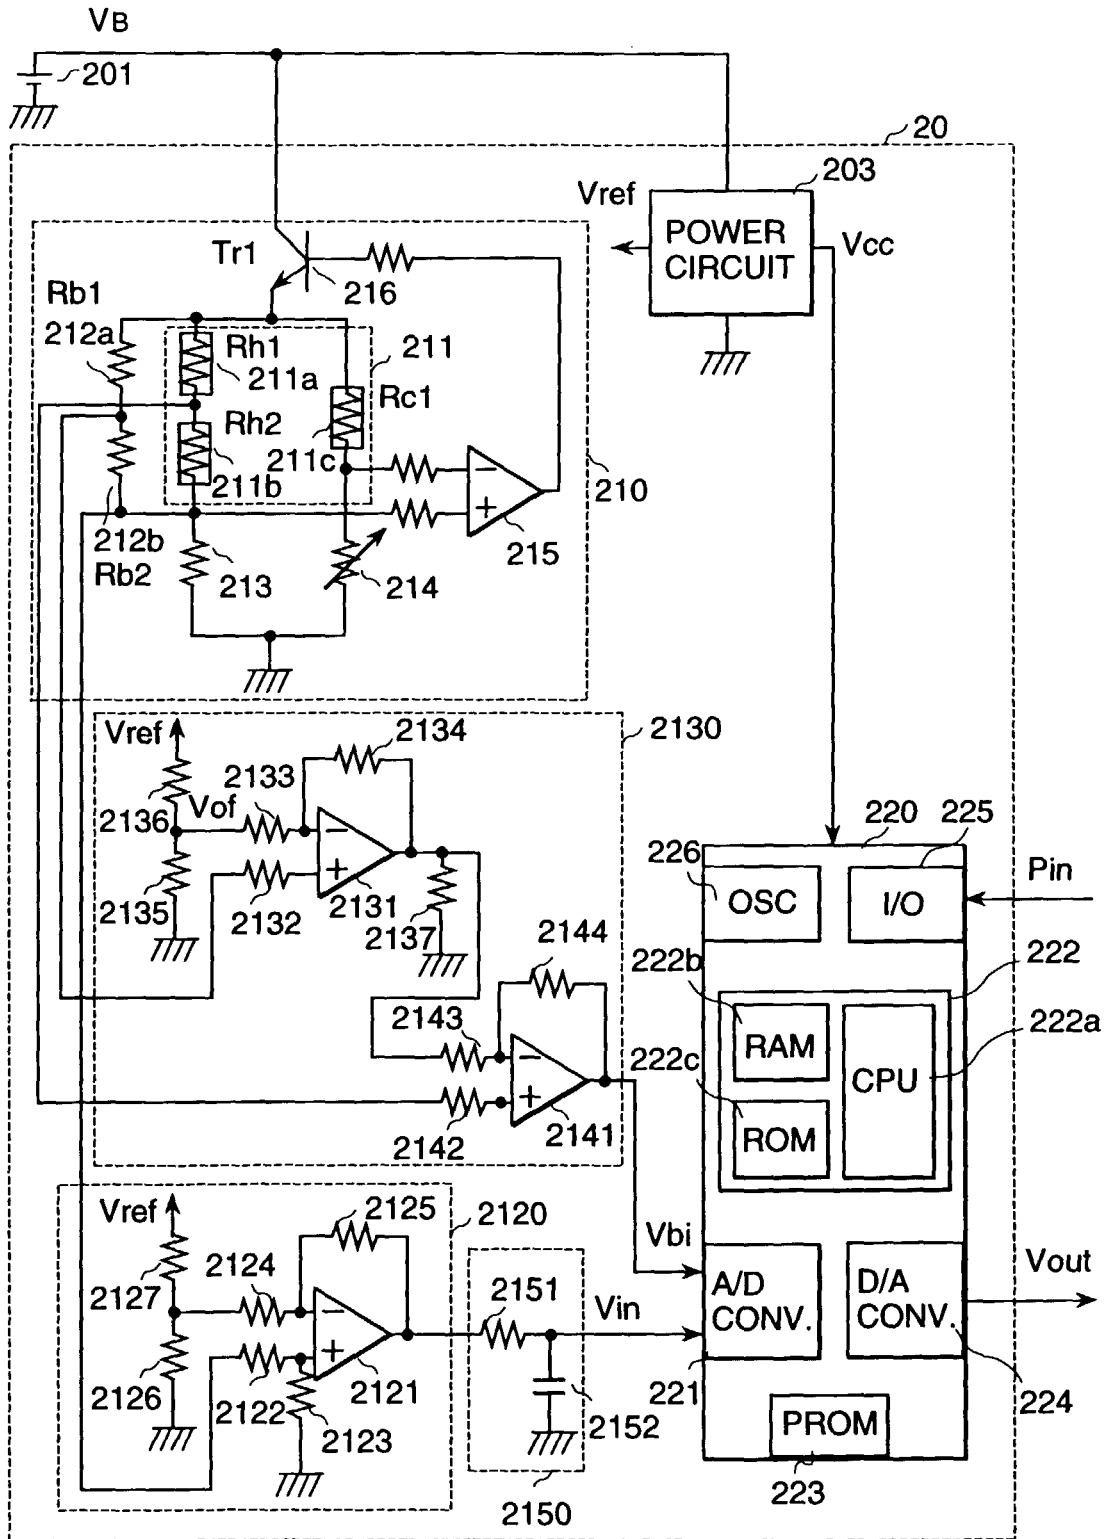 VB
201
20
203
Vref
POWER
CIRCUIT
Vcc
Tr1
216
Rb1
212a
Rh1
211a
211
Rc1
Rh2
211c
211b
210
212b
Rb2
213
214
215
Vref
2134
2130
2133
2136
Vof
2135
2132
2131
2137
2144
220
225
226
OSC
I/O
Pin
222b
222
2143
RAM
222a
222c
CPU
ROM
2142
2141
Vref
2125
2120
Vbi
2124
2127
2151
Vin
A/D
CONV.
D/A
CONV.
Vout
2126
2122
2121
2123
2152
221
224
PROM
223
2150